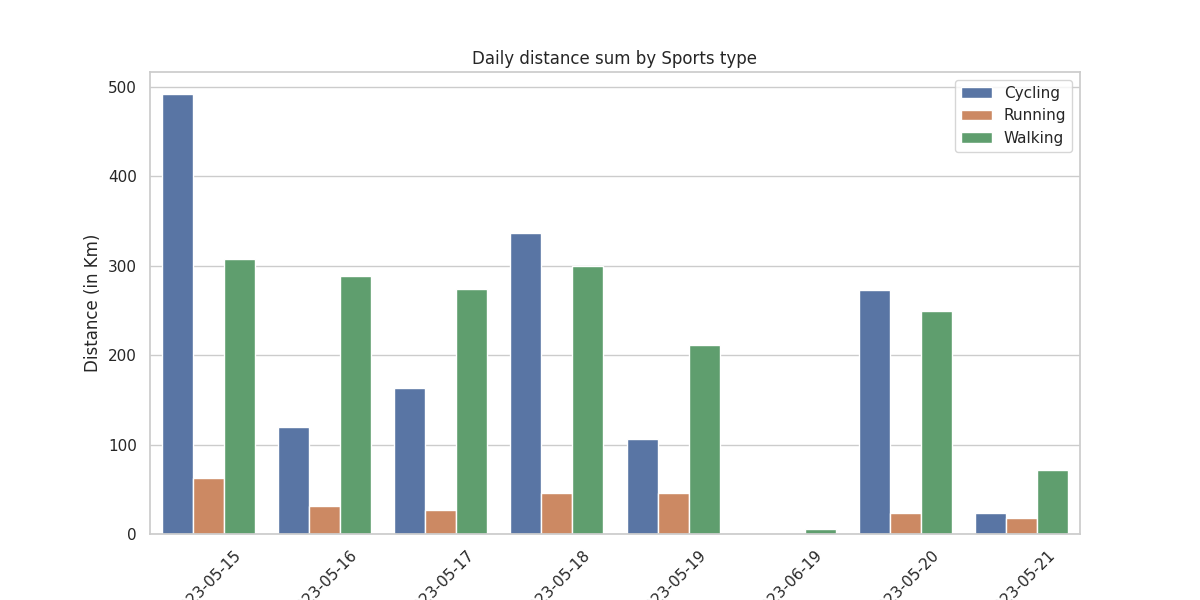 Daily distance sum by Sports type
Cycling
Running
Walking
Distance (in Km)
500
400
300
200
100
0
23-05-15
23-05-16
23-05-17
23-05-18
23-05-19
23-06-19
23-05-20
23-05-21